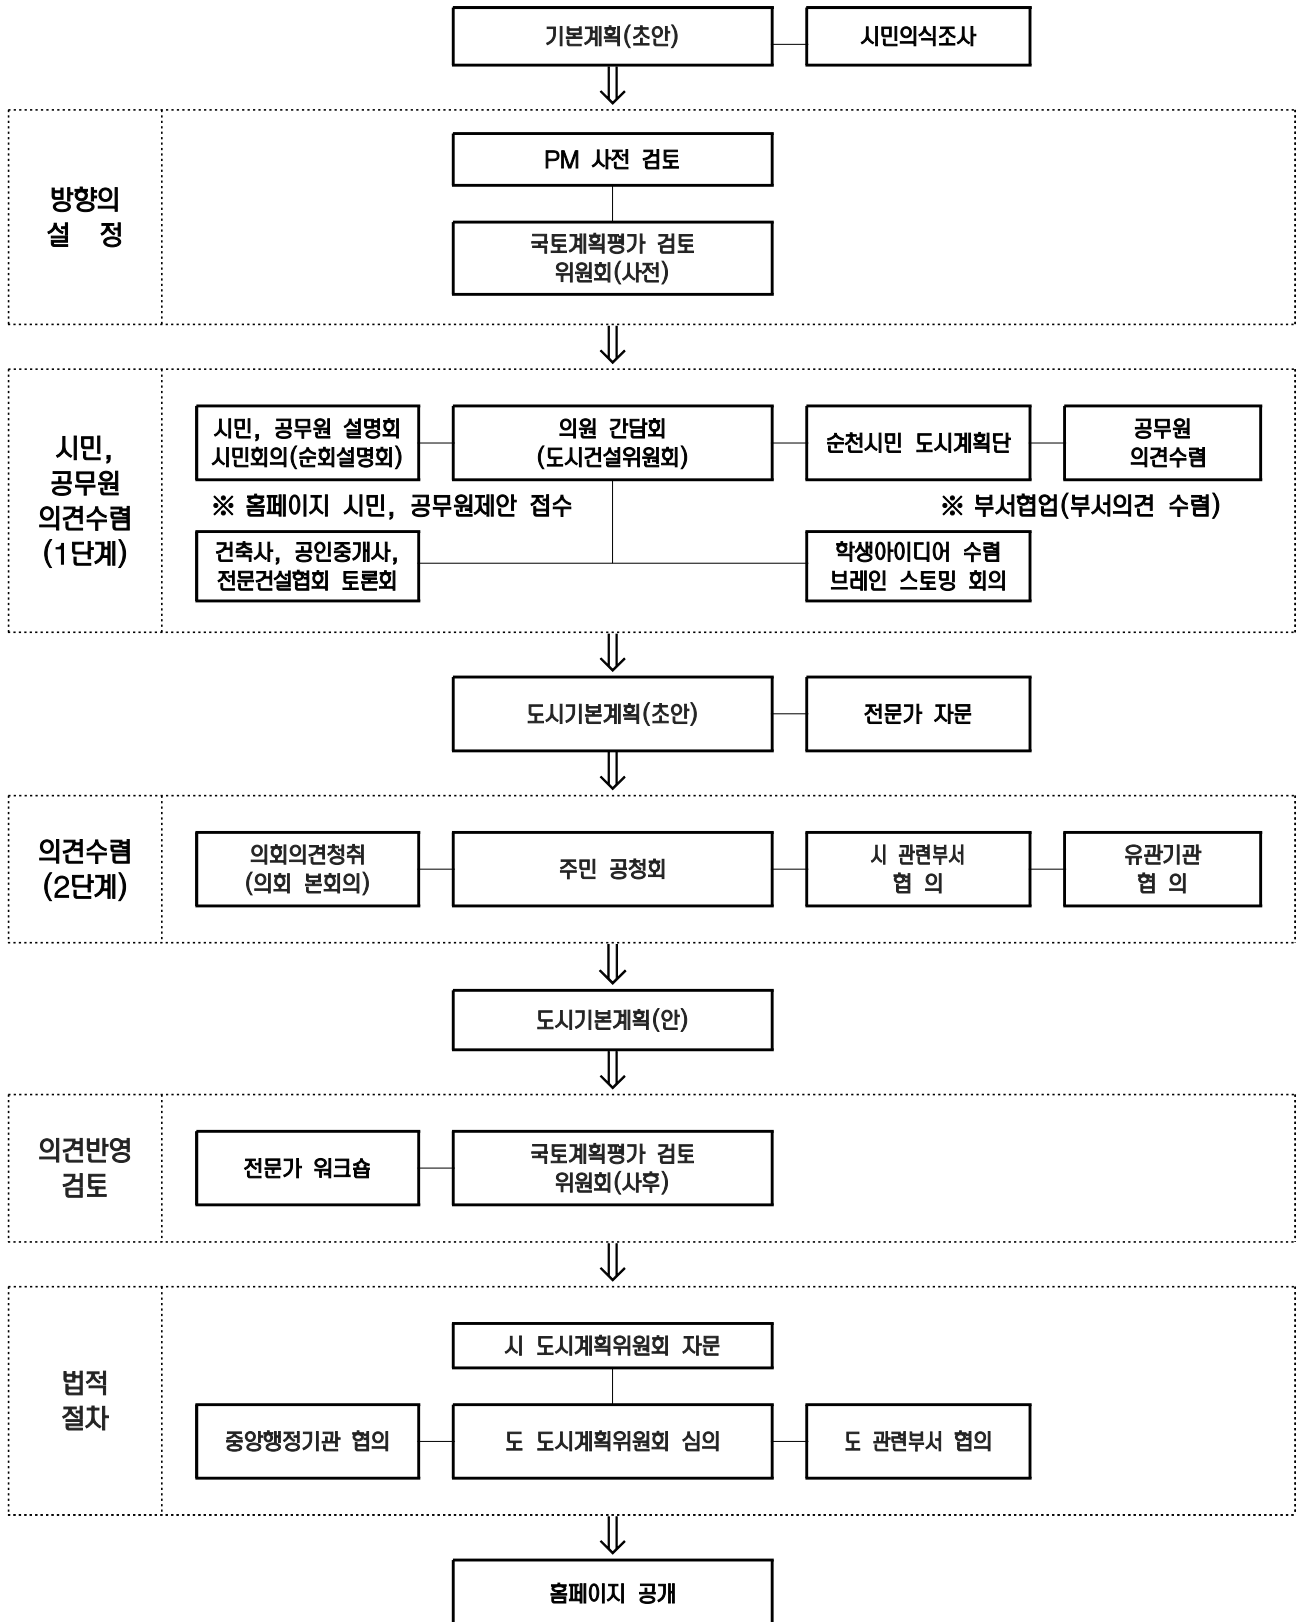 기본계획(초안)
시민의식조사
방향의
설 정
PM 사전 검토
국토계획평가 검토
위원회(사전)
시민,
공무원
의견수렴
(1단계)
시민, 공무원 설명회
시민회의(순회설명회)
의원 간담회
(도시건설위원회)
순천시민 도시계획단
공무원
의견수렴
※ 홈페이지 시민, 공무원제안 접수
※ 부서협업(부서의견 수렴)
건축사, 공인중개사,
전문건설협회 토론회
학생아이디어 수렴
브레인 스토밍 회의
도시기본계획(초안)
전문가 자문
의견수렴
(2단계)
의회의견청취
(의회 본회의)
주민 공청회
시 관련부서
협 의
유관기관
협 의
도시기본계획(안)
의견반영
검토
전문가 워크숍
국토계획평가 검토
위원회(사후)
법적
절차
시 도시계획위원회 자문
중앙행정기관 협의
도 도시계획위원회 심의
도 관련부서 협의
홈페이지 공개